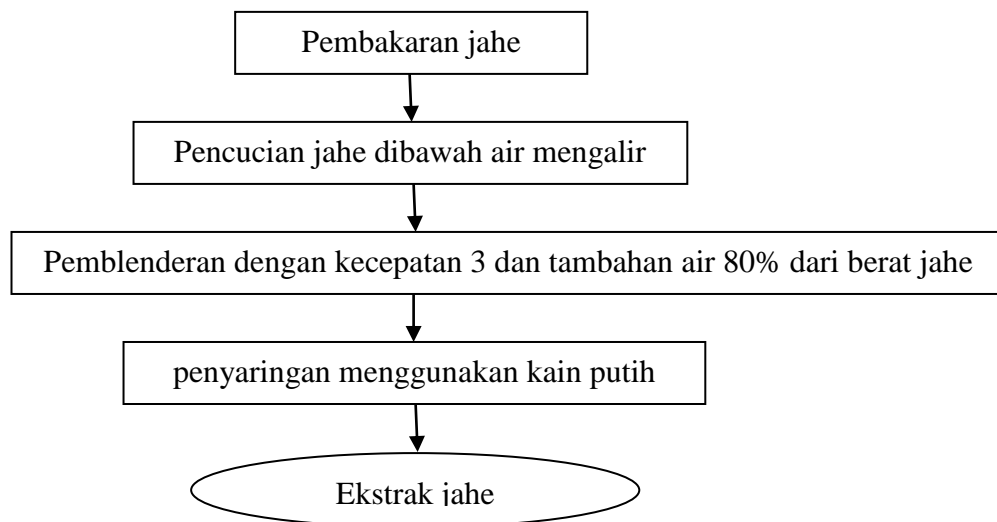 Pembakaran jahe
Pencucian jahe dibawah air mengalir
Pemblenderan dengan kecepatan 3 dan tambahan air 80% dari berat jahe
penyaringan menggunakan kain putih
Ekstrak jahe